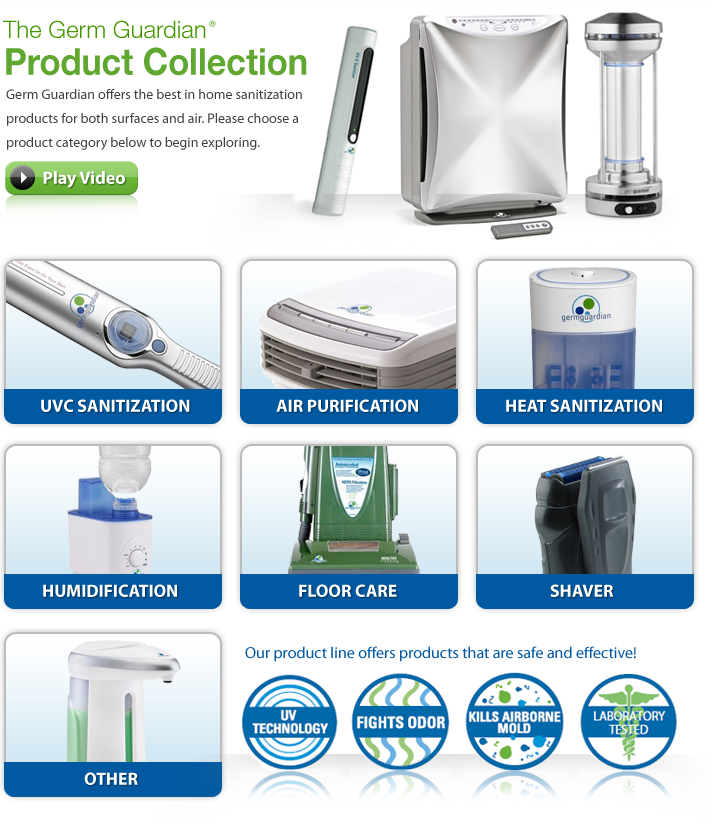 The Germ Guardian®
Product Collection
Germ Guardian offers the best in home sanitization
products for both surfaces and air. Please choose a
product category below to begin exploring.
Play Video
germguardian
germguardian
germguardian
germguardian
UVC SANITIZATION
AIR PURIFICATION
HEAT SANITIZATION
HUMIDIFICATION
FLOOR CARE
SHAVER
Our product line offers products that are safe and effective!
UV
TECHNOLOGY
FIGHTS ODOR
KILLS AIRBORNE
MOLD
LABORATORY
TESTED
OTHER